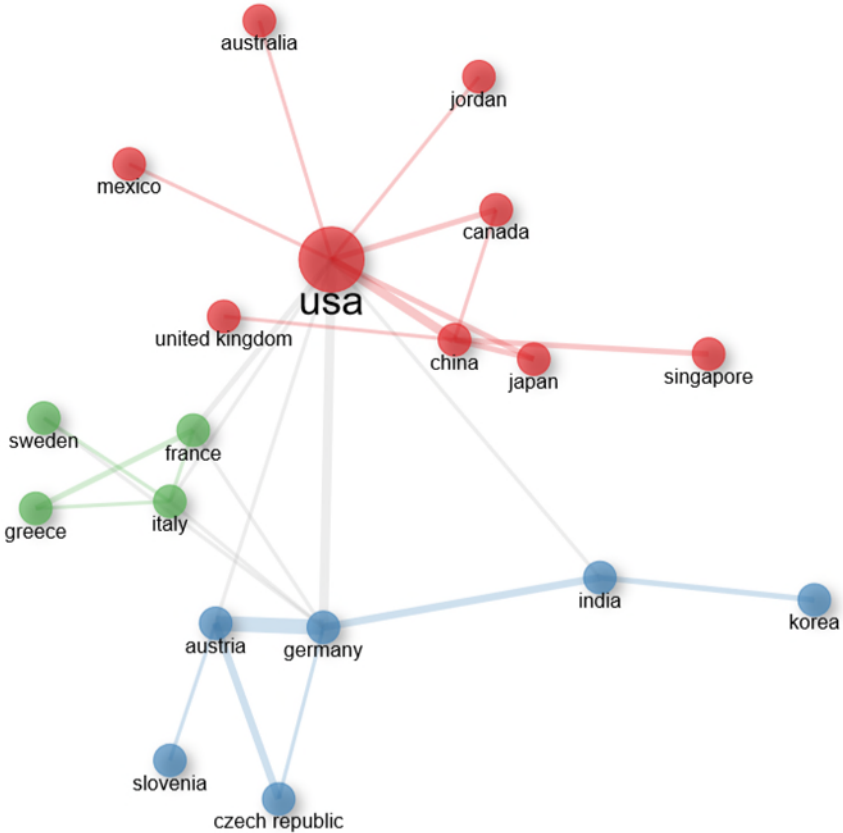 australia
jordan
mexico
canada
usa
united kingdom
china
japan
singapore
sweden
france
greece
italy
india
korea
austria
germany
slovenia
czech republic